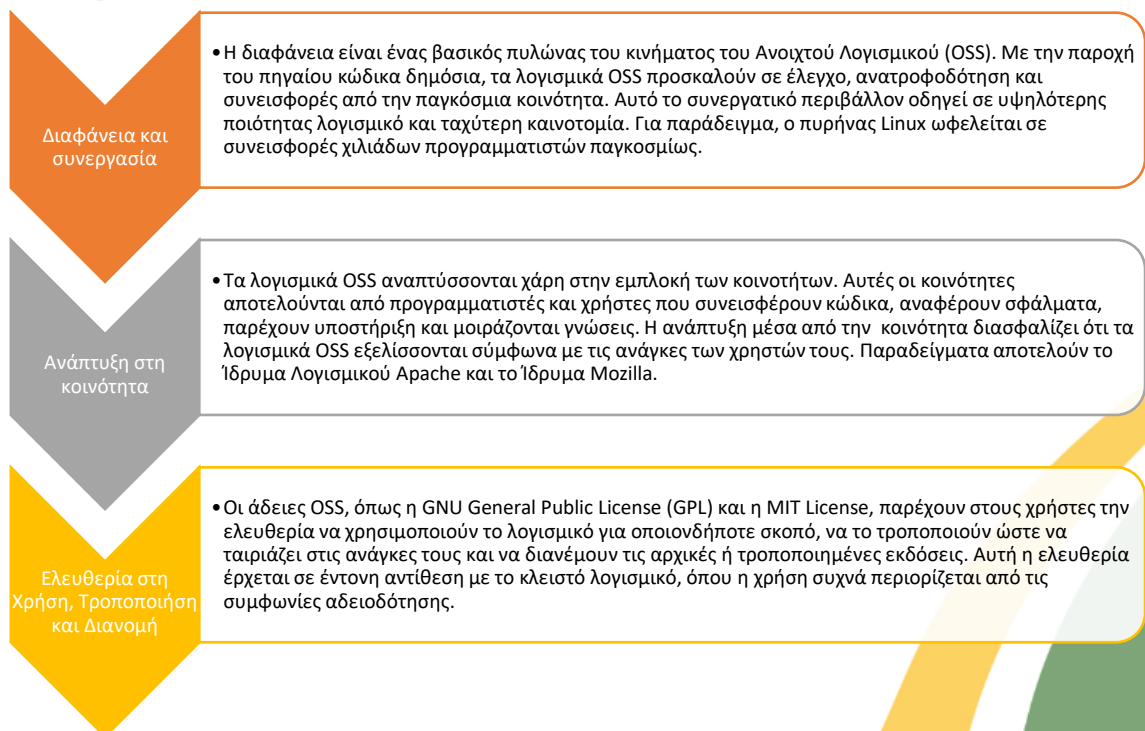 Διαφάνεια και
συνεργασία
•Η διαφάνεια είναι ένας βασικός πυλώνας του κινήματος του Ανοιχτού Λογισμικού (OSS). Με την παροχή
του πηγαίου κώδικα δημόσια, τα λογισμικά OSS προσκαλούν σε έλεγχο, ανατροφοδότηση και
συνεισφορές από την παγκόσμια κοινότητα. Αυτό το συνεργατικό περιβάλλον οδηγεί σε υψηλότερης
ποιότητας λογισμικό και ταχύτερη καινοτομία. Για παράδειγμα, ο πυρήνας Linux ωφελείται σε
συνεισφορές χιλιάδων προγραμματιστών παγκοσμίως.
Ανάπτυξη στη
κοινότητα
•Τα λογισμικά OSS αναπτύσσονται χάρη στην εμπλοκή των κοινοτήτων. Αυτές οι κοινότητες
αποτελούνται από προγραμματιστές και χρήστες που συνεισφέρουν κώδικα, αναφέρουν σφάλματα,
παρέχουν υποστήριξη και μοιράζονται γνώσεις. Η ανάπτυξη μέσα από την κοινότητα διασφαλίζει ότι τα
λογισμικά OSS εξελίσσονται σύμφωνα με τις ανάγκες των χρηστών τους. Παραδείγματα αποτελούν το
Ίδρυμα Λογισμικού Apache και το Ίδρυμα Mozilla.
Ελευθερία στη
Χρήση, Τροποποιήση
και Διανομή
•Οι άδειες OSS, όπως η GNU General Public License (GPL) και η MIT License, παρέχουν στους χρήστες την
ελευθερία να χρησιμοποιούν το λογισμικό για οποιονδήποτε σκοπό, να το τροποποιούν ώστε να
ταιριάζει στις ανάγκες τους και να διανέμουν τις αρχικές ή τροποποιημένες εκδόσεις. Αυτή η ελευθερία
έρχεται σε έντονη αντίθεση με το κλειστό λογισμικό, όπου η χρήση συχνά περιορίζεται από τις
συμφωνίες αδειοδότησης.